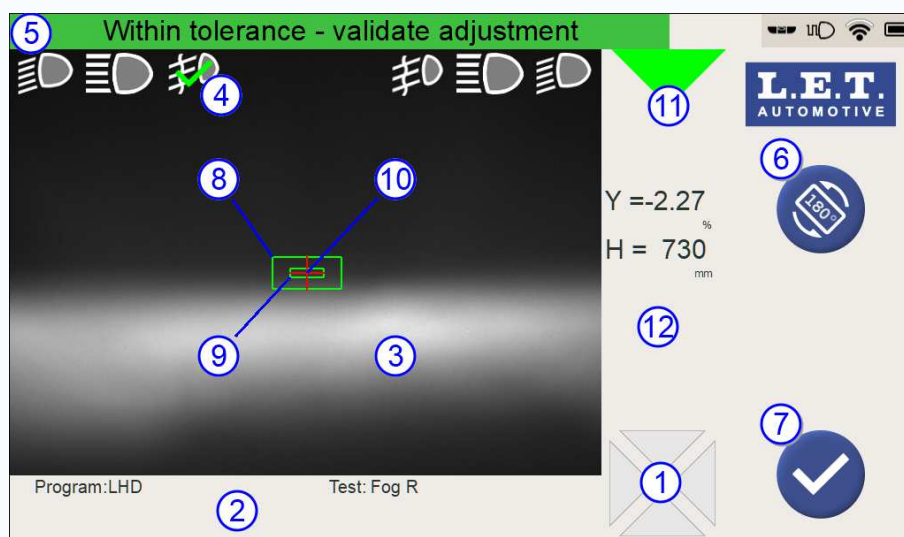 5
Within tolerance - validate adjustment
4
11
L.E.T.
AUTOMOTIVE
6
180°
8
10
Y =-2.27
%
H = 730
mm
12
9
3
7
Program:LHD
Test: Fog R
1
2